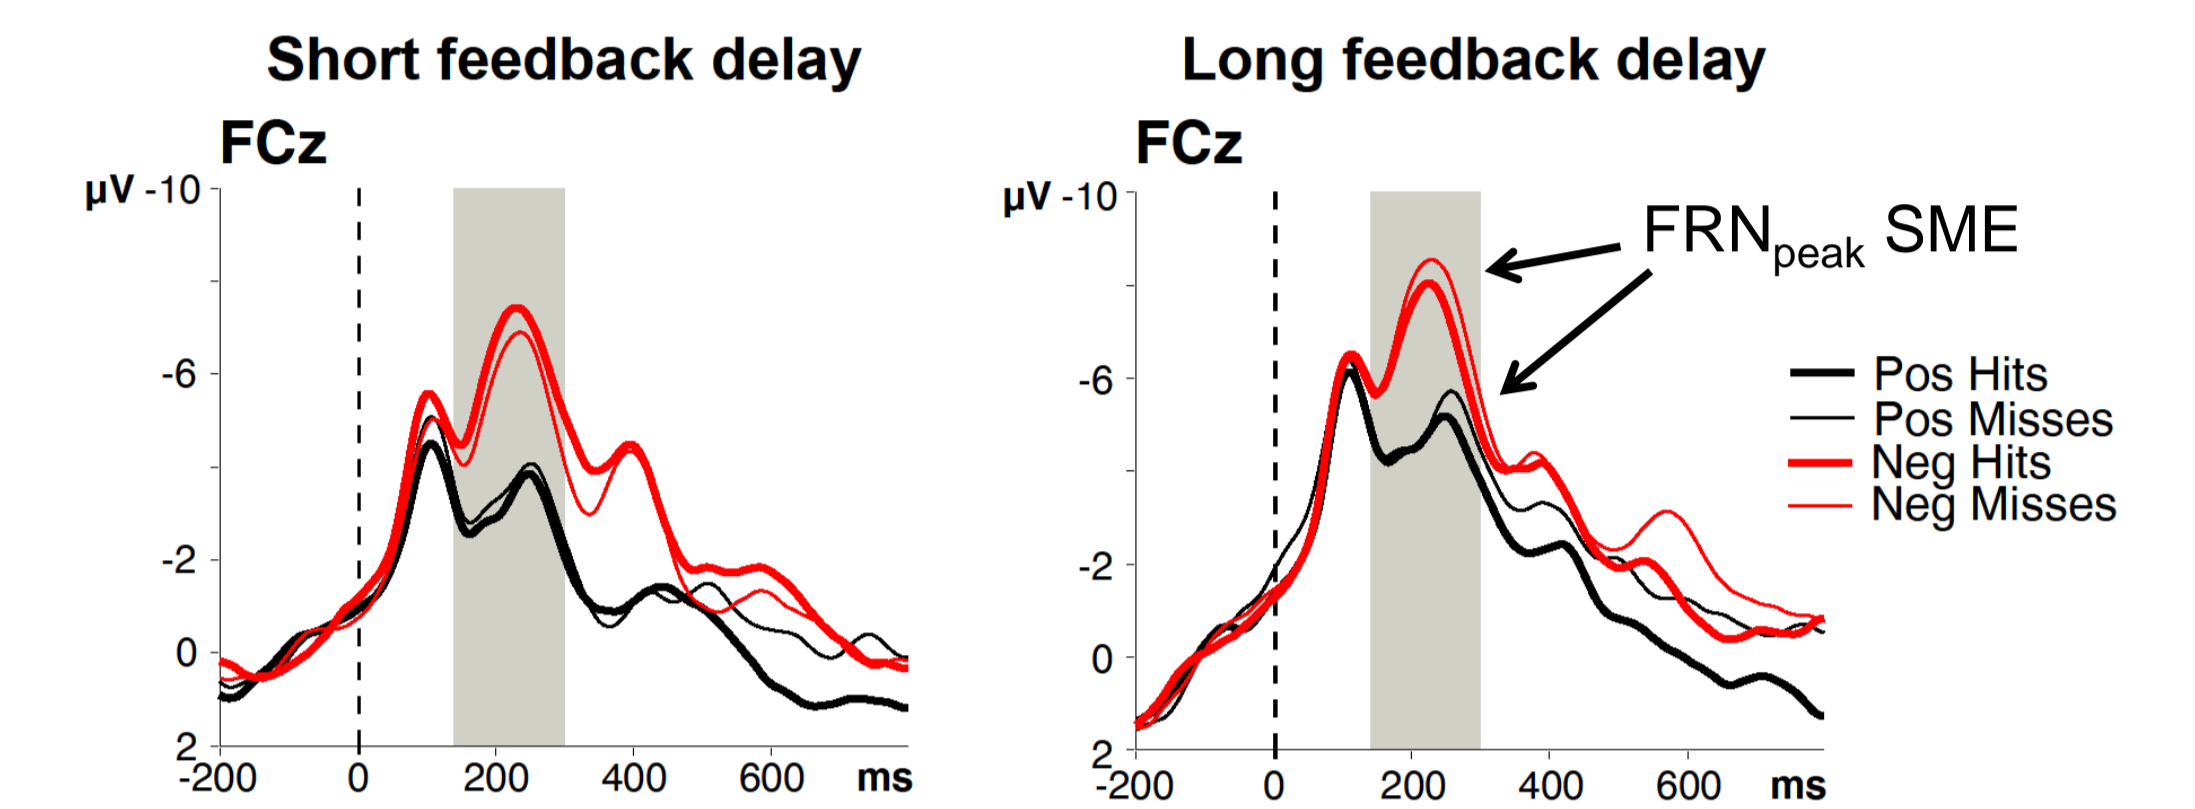 Short feedback delay
FCz
µV -10
-6
-2
0
2
-200 0 200 400 600 ms
Long feedback delay
FCz
µV -10
-6
-2
0
2
-200 0 200 400 600 ms
FRNpeak SME
Pos Hits
Pos Misses
Neg Hits
Neg Misses